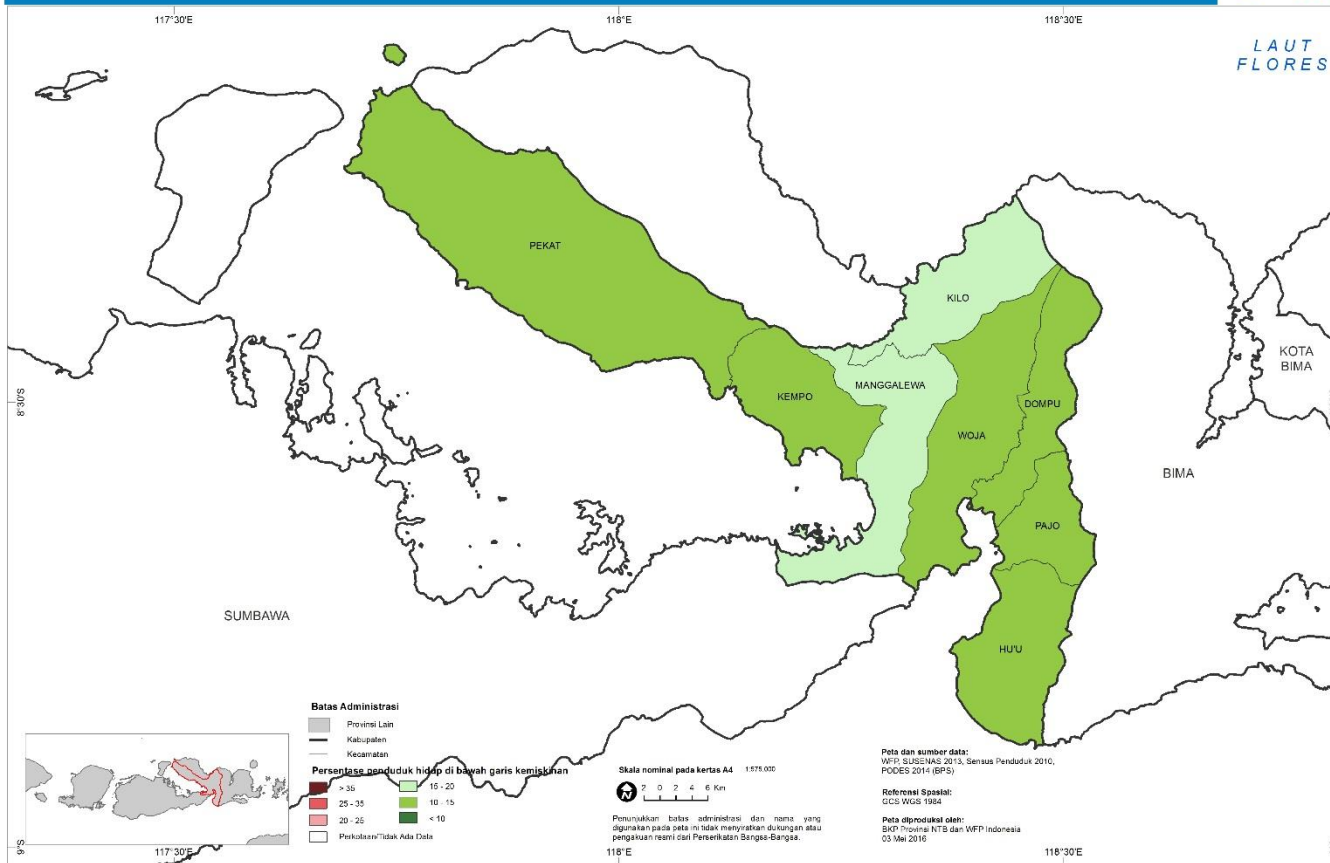 117°30'E
118°E
118°30'E
LAUT
FLORES
PEKAT
KILO
KOTA
BIMA
MANGGALEWA
KEMPO
8°30'S
DOMPU
WOJA
BIMA
PAJO
SUMBAWA
HU'U
Batas Administrasi
Provinsi Lain
Kabupaten
Kecamatan
Persentase penduduk hidup di bawah garis kemiskinan
> 35
25 - 35
20 - 25
15 - 20
10 - 15
< 10
Perkotaan/Tidak Ada Data
Skala nominal pada kertas A4 1:575.000
2 0 2 4 6 Km
Penunjukkan batas administrasi dan nama yang
digunakan pada peta ini tidak menyiratkan dukungan atau
pengakuan resmi dari Perserikatan Bangsa-Bangsa.
Peta dan sumber data:
WFP, SUSENAS 2013, Sensus Penduduk 2010,
PODES 2014 (BPS)
Referensi Spasial:
GCS WGS 1984
Peta diproduksi oleh:
BKP Provinsi NTB dan WFP Indonesia
03 Mei 2016
9°S
117°30'E
118°E
118°30'E